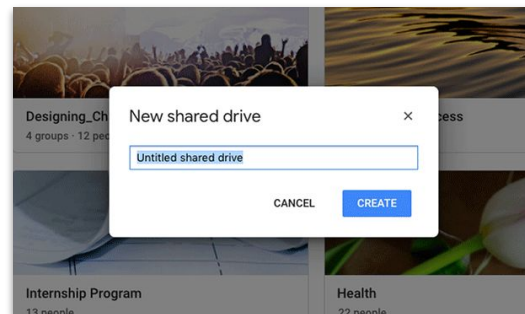 Designing_Ch
cess
4 groups · 12 peo
New shared drive
Untitled shared drive
CANCEL
CREATE
Internship Program
Health
13 people
22 people